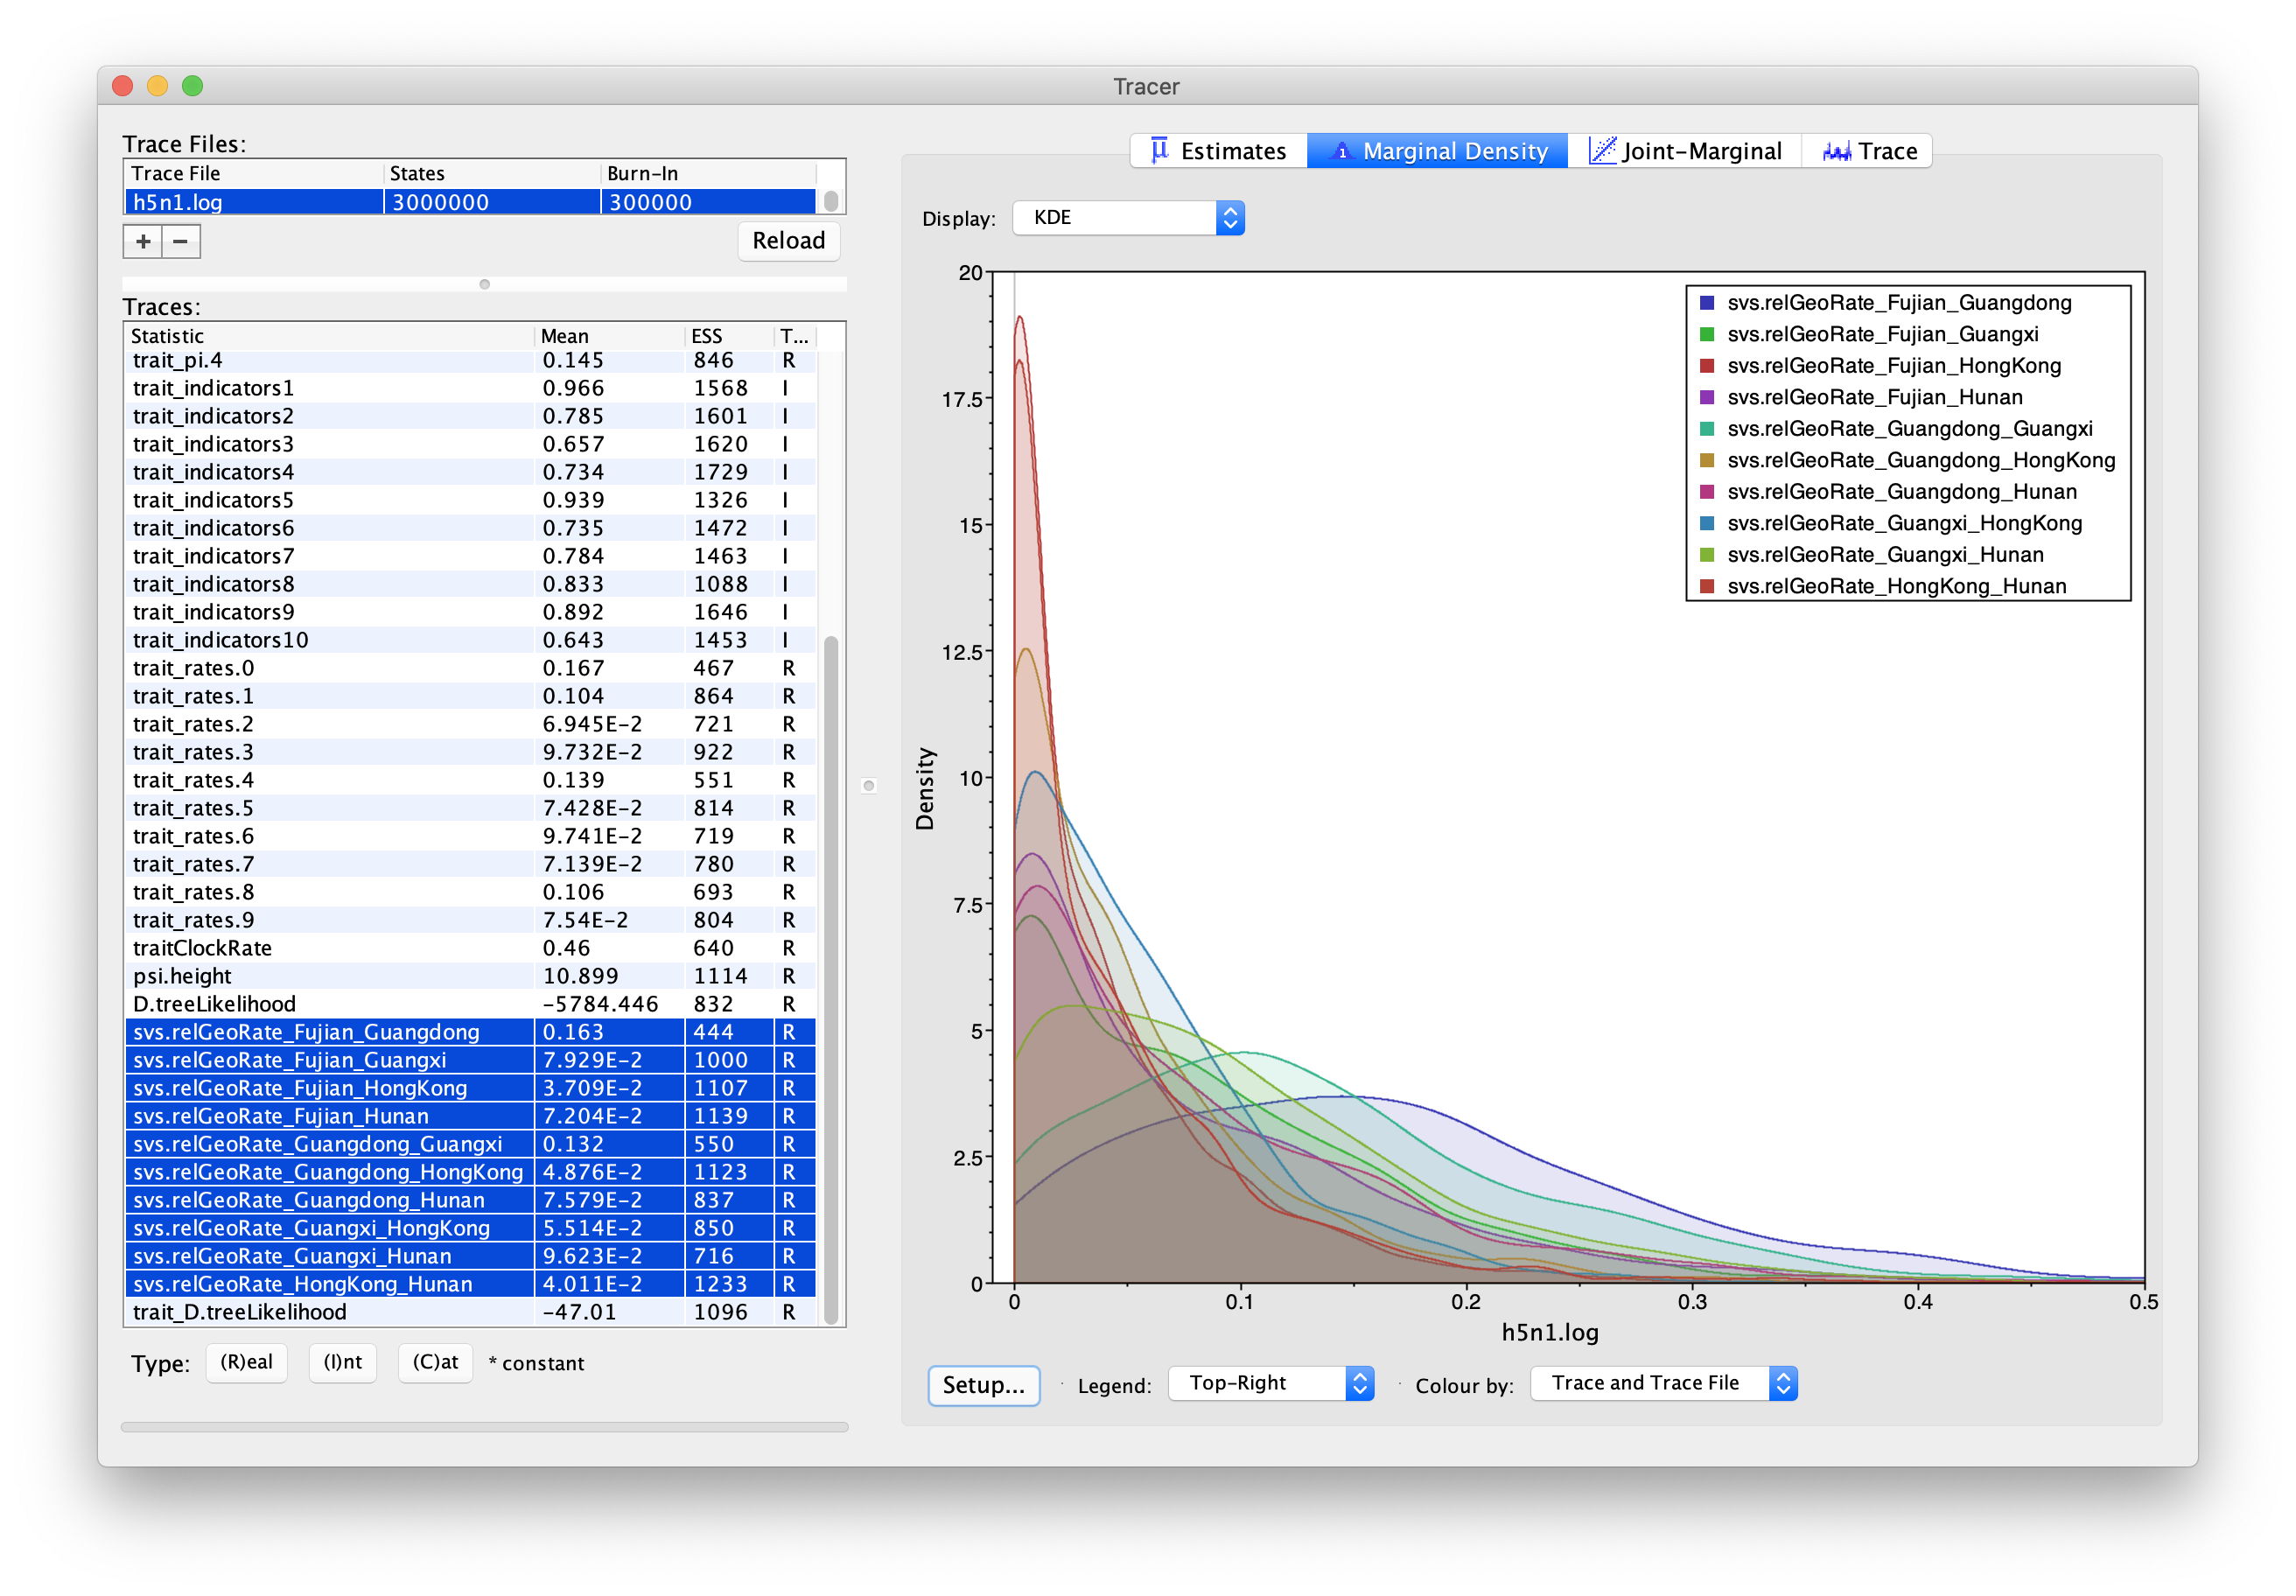 Tracer
Trace Files:
Trace File States Burn-In
h5n1.log 3000000 300000
+ −
Reload
Traces:
Statistic Mean ESS T...
trait_pi.4 0.145 846 R
trait_indicators1 0.966 1568 I
trait_indicators2 0.785 1601 I
trait_indicators3 0.657 1620 I
trait_indicators4 0.734 1729 I
trait_indicators5 0.939 1326 I
trait_indicators6 0.735 1472 I
trait_indicators7 0.784 1463 I
trait_indicators8 0.833 1088 I
trait_indicators9 0.892 1646 I
trait_indicators10 0.643 1453 I
trait_rates.0 0.167 467 R
trait_rates.1 0.104 864 R
trait_rates.2 6.945E-2 721 R
trait_rates.3 9.732E-2 922 R
trait_rates.4 0.139 551 R
trait_rates.5 7.428E-2 814 R
trait_rates.6 9.741E-2 719 R
trait_rates.7 7.139E-2 780 R
trait_rates.8 0.106 693 R
trait_rates.9 7.54E-2 804 R
traitClockRate 0.46 640 R
psi.height 10.899 1114 R
D.treeLikelihood -5784.446 832 R
svs.relGeoRate_Fujian_Guangdong 0.163 444 R
svs.relGeoRate_Fujian_Guangxi 7.929E-2 1000 R
svs.relGeoRate_Fujian_HongKong 3.709E-2 1107 R
svs.relGeoRate_Fujian_Hunan 7.204E-2 1139 R
svs.relGeoRate_Guangdong_Guangxi 0.132 550 R
svs.relGeoRate_Guangdong_HongKong 4.876E-2 1123 R
svs.relGeoRate_Guangdong_Hunan 7.579E-2 837 R
svs.relGeoRate_Guangxi_HongKong 5.514E-2 850 R
svs.relGeoRate_Guangxi_Hunan 9.623E-2 716 R
svs.relGeoRate_HongKong_Hunan 4.011E-2 1233 R
trait_D.treeLikelihood -47.01 1096 R
Type: (R)eal (I)nt (C)at * constant
Estimates Marginal Density Joint-Marginal Trace
Display: KDE
20
17.5
15
12.5
10
7.5
5
2.5
0
Density
svs.relGeoRate_Fujian_Guangdong
svs.relGeoRate_Fujian_Guangxi
svs.relGeoRate_Fujian_HongKong
svs.relGeoRate_Fujian_Hunan
svs.relGeoRate_Guangdong_Guangxi
svs.relGeoRate_Guangdong_HongKong
svs.relGeoRate_Guangdong_Hunan
svs.relGeoRate_Guangxi_HongKong
svs.relGeoRate_Guangxi_Hunan
svs.relGeoRate_HongKong_Hunan
0 0.1 0.2 0.3 0.4 0.5
h5n1.log
Setup... Legend: Top-Right Colour by: Trace and Trace File